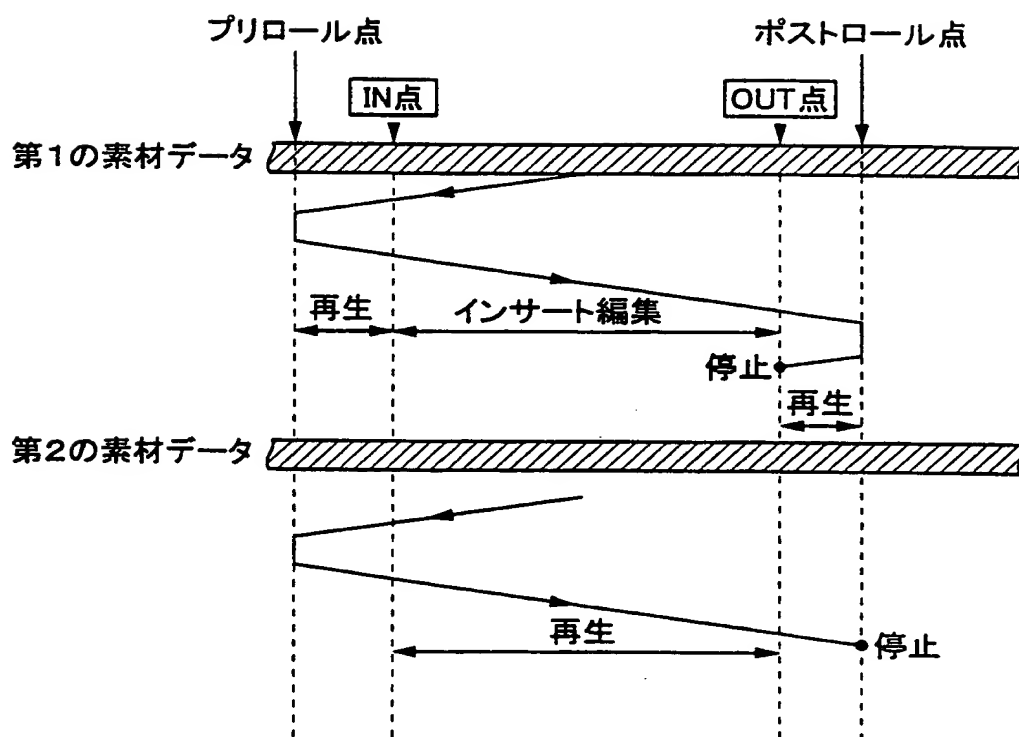 プリロール点
ポストロール点
IN点
OUT点
第1の素材データ
再生
インサート編集
停止
再生
第2の素材データ
再生
停止